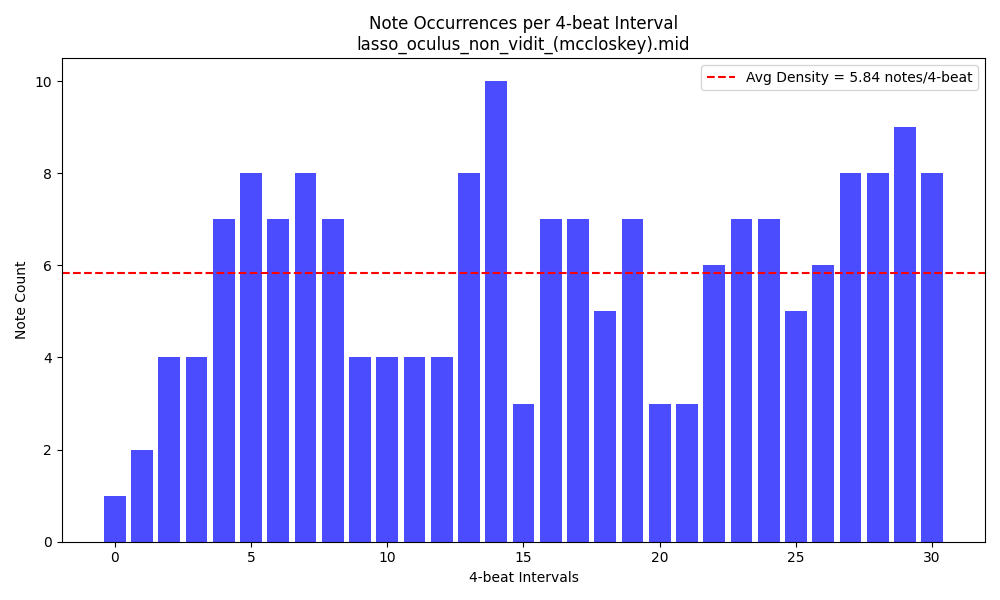 Note Occurrences per 4-beat Interval
lasso_oculus_non_vidit_(mccloskey).mid
Avg Density = 5.84 notes/4-beat
Note Count
10
8
6
4
2
0
0 5 10 15 20 25 30
4-beat Intervals